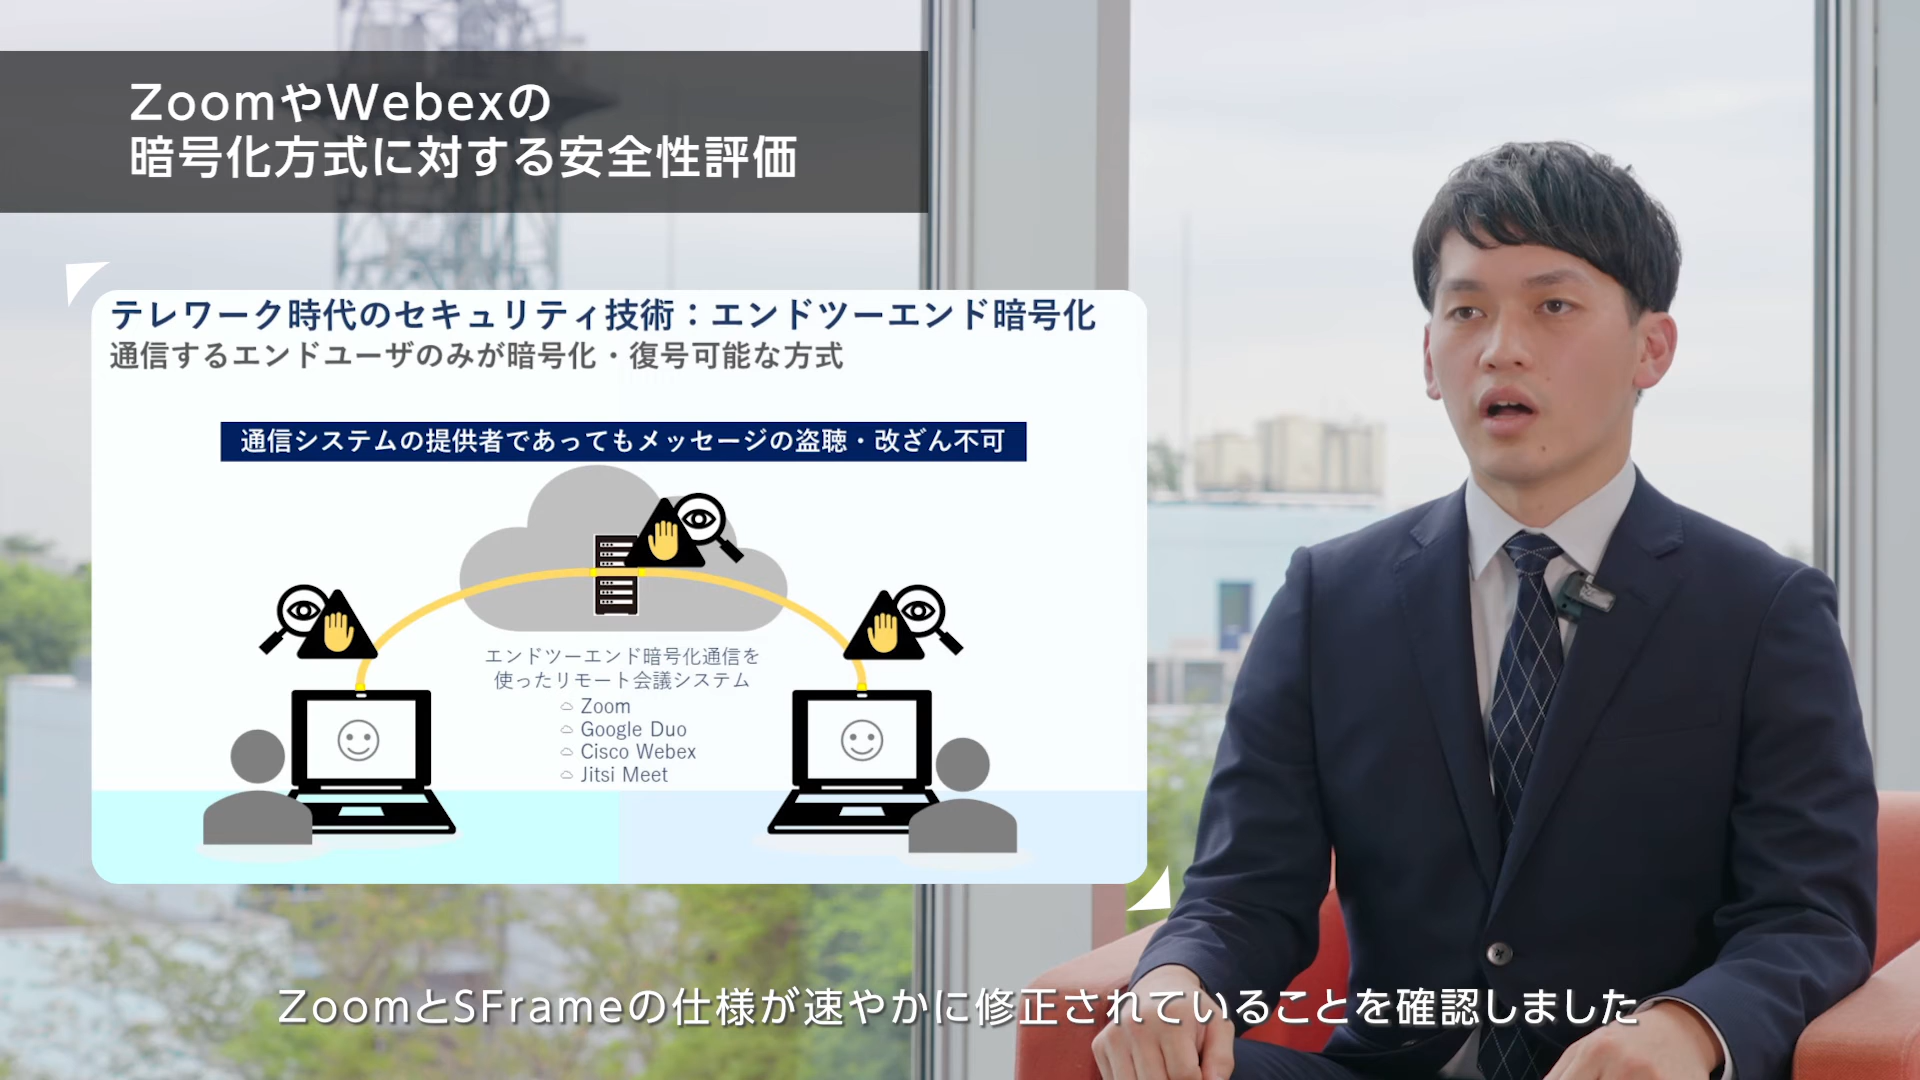 ZoomやWebexの
暗号化方式に対する安全性評価
テレワーク時代のセキュリティ技術：エンドツーエンド暗号化
通信するエンドユーザのみが暗号化・復号可能な方式
通信システムの提供者であってもメッセージの盗聴・改ざん不可
エンドツーエンド暗号化通信を
使ったリモート会議システム
Zoom
Google Duo
Cisco Webex
Jitsi Meet
ZoomとSFrameの仕様が速やかに修正されていることを確認しました